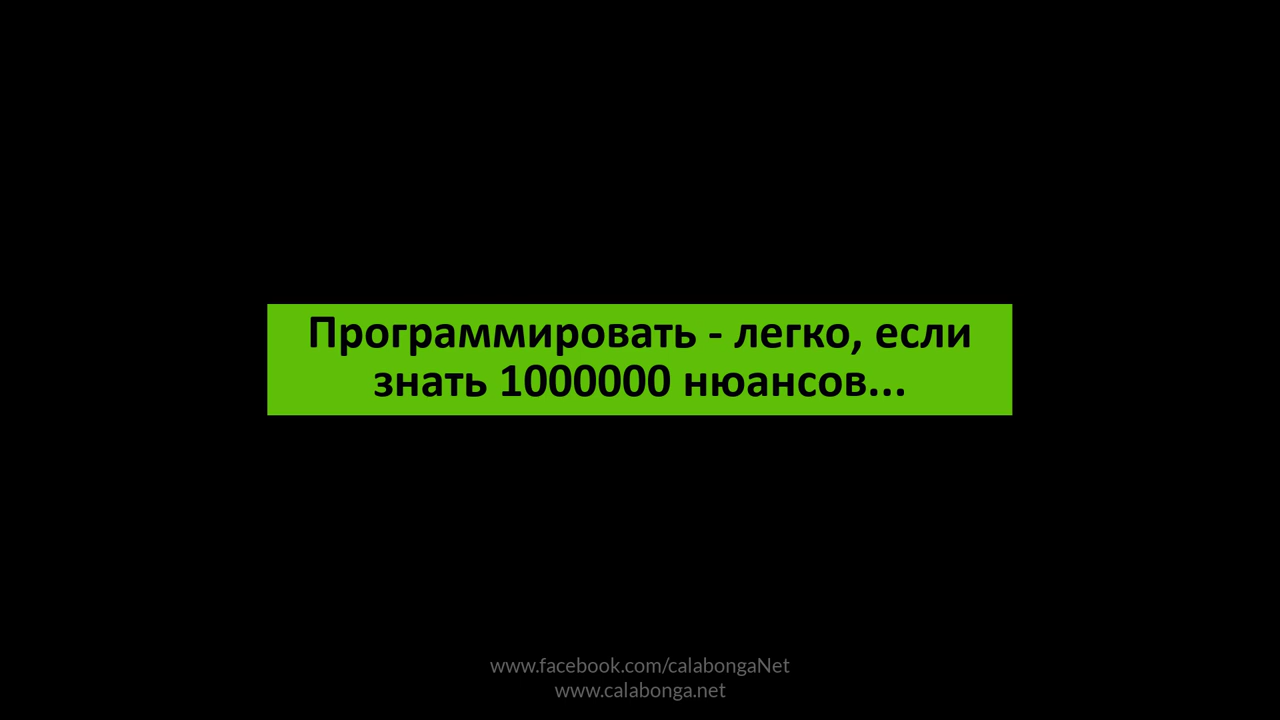 Программировать - легко, если
знать 1000000 нюансов...
www.facebook.com/calabongaNet
www.calabonga.net